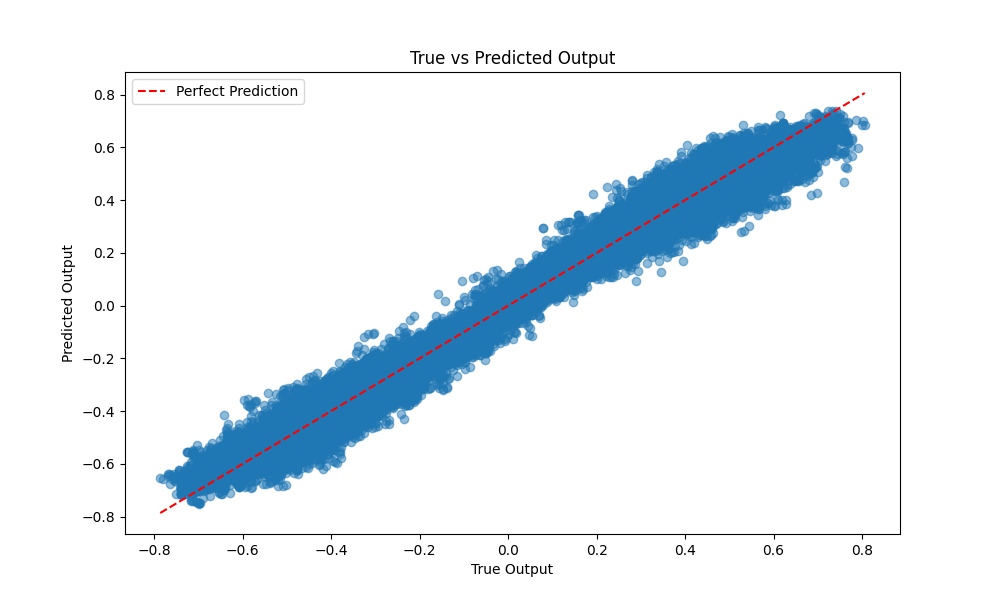 True vs Predicted Output
Perfect Prediction
0.8
0.6
0.4
0.2
0.0
−0.2
−0.4
−0.6
−0.8
Predicted Output
−0.8 −0.6 −0.4 −0.2 0.0 0.2 0.4 0.6 0.8
True Output